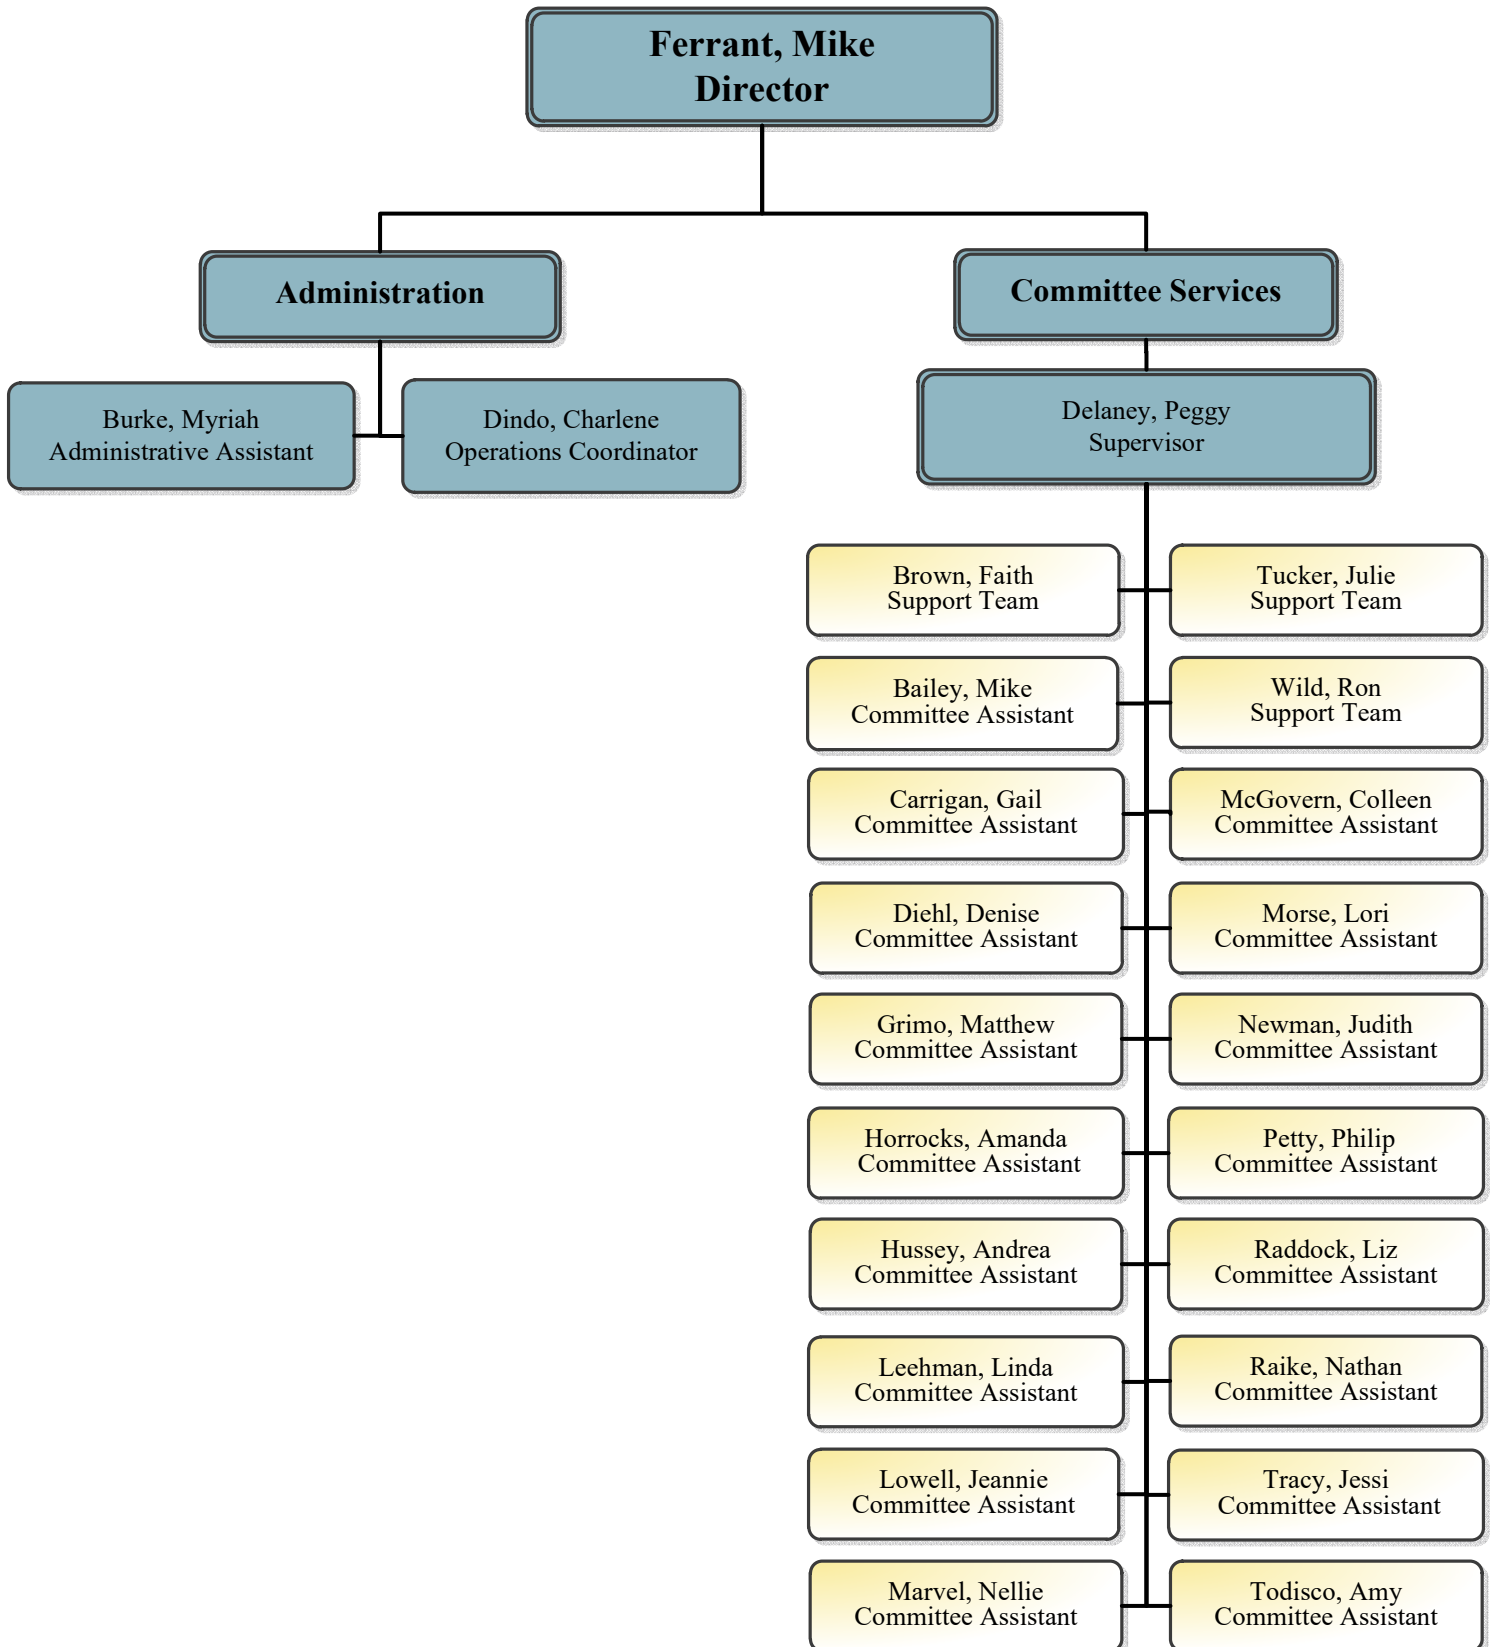 Ferrant, Mike
Director
Administration
Committee Services
Burke, Myriah
Administrative Assistant
Dindo, Charlene
Operations Coordinator
Delaney, Peggy
Supervisor
Brown, Faith
Support Team
Tucker, Julie
Support Team
Bailey, Mike
Committee Assistant
Wild, Ron
Support Team
Carrigan, Gail
Committee Assistant
McGovern, Colleen
Committee Assistant
Diehl, Denise
Committee Assistant
Morse, Lori
Committee Assistant
Grimo, Matthew
Committee Assistant
Newman, Judith
Committee Assistant
Horrocks, Amanda
Committee Assistant
Petty, Philip
Committee Assistant
Hussey, Andrea
Committee Assistant
Raddock, Liz
Committee Assistant
Leehman, Linda
Committee Assistant
Raike, Nathan
Committee Assistant
Lowell, Jeannie
Committee Assistant
Tracy, Jessi
Committee Assistant
Marvel, Nellie
Committee Assistant
Todisco, Amy
Committee Assistant